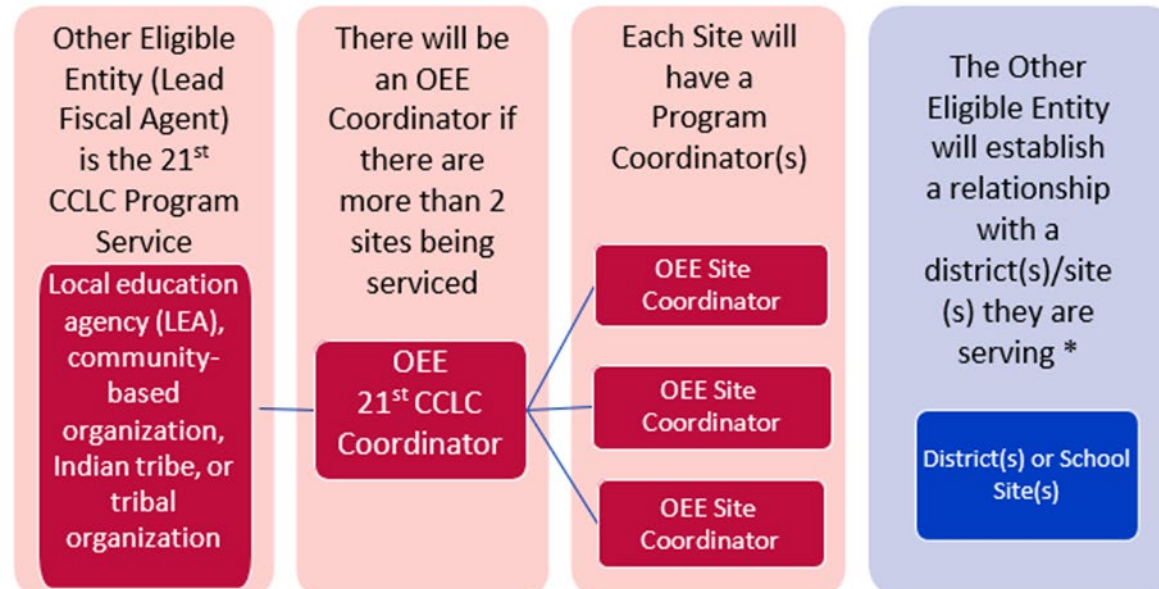 Other Eligible
Entity (Lead
Fiscal Agent)
is the 21st
CCLC Program
Service
Local education
agency (LEA),
community-
based
organization,
Indian tribe, or
tribal
organization
There will be
an OEE
Coordinator if
there are
more than 2
sites being
serviced
OEE
21st CCLC
Coordinator
Each Site will
have a
Program
Coordinator(s)
OEE Site
Coordinator
OEE Site
Coordinator
OEE Site
Coordinator
The Other
Eligible Entity
will establish
a relationship
with a
district(s)/site
(s) they are
serving *
District(s) or School
Site(s)